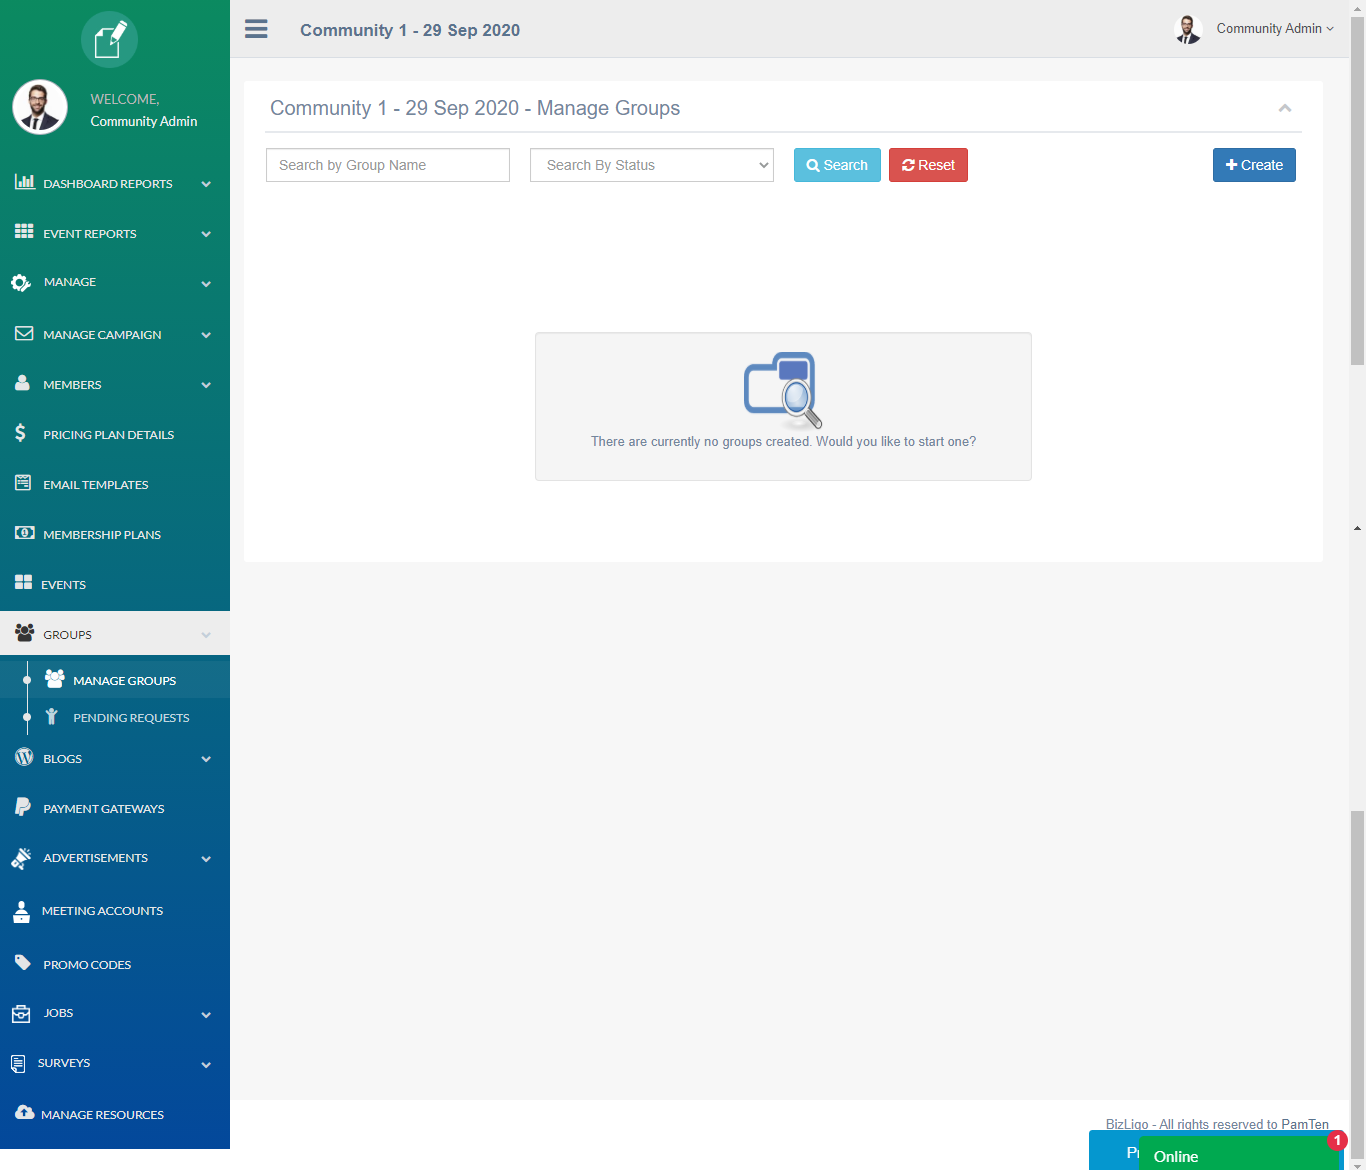 Community 1 - 29 Sep 2020
Community Admin
WELCOME,
Community Admin
DASHBOARD REPORTS
EVENT REPORTS
MANAGE
MANAGE CAMPAIGN
MEMBERS
PRICING PLAN DETAILS
EMAIL TEMPLATES
MEMBERSHIP PLANS
EVENTS
GROUPS
MANAGE GROUPS
PENDING REQUESTS
BLOGS
PAYMENT GATEWAYS
ADVERTISEMENTS
MEETING ACCOUNTS
PROMO CODES
JOBS
SURVEYS
MANAGE RESOURCES
Community 1 - 29 Sep 2020 - Manage Groups
Search by Group Name
Search By Status
Search
Reset
Create
There are currently no groups created. Would you like to start one?
BizLigo - All rights reserved to PamTen
Online
1